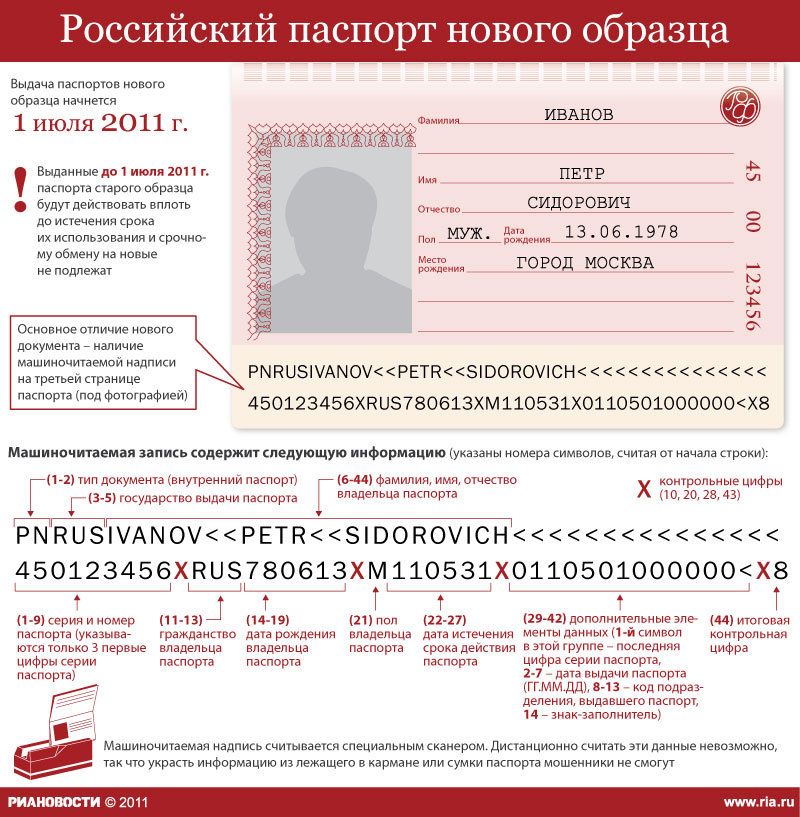 Российский паспорт нового образца
Выдача паспортов нового
образца начнется
1 июля 2011 г.
Выданные до 1 июля 2011 г.
паспорта старого образца
будут действовать вплоть
до истечения срока
их использования и срочно-
му обмену на новые
не подлежат
Основное отличие нового
документа – наличие
машиночитаемой надписи
на третьей странице
паспорта (под фотографией)
РФ
Фамилия ИВАНОВ
Имя ПЕТР
Отчество СИДОРОВИЧ
Пол МУЖ. Дата рождения 13.06.1978
Место рождения ГОРОД МОСКВА
45 00 123456
PNRUSIVANOV<<PETR<<SIDOROVICH<<<<<<<<<<<<<<<
450123456XRUS780613XM110531X0110501000000<X8
Машиночитаемая запись содержит следующую информацию (указаны номера символов, считая от начала строки):
(1-2) тип документа (внутренний паспорт)
(3-5) государство выдачи паспорта
(6-44) фамилия, имя, отчество
владельца паспорта
X контрольные цифры
(10, 20, 28, 43)
PNRUSIVANOV<<PETR<<SIDOROVICH<<<<<<<<<<<<<<<
450123456XRUS780613XM110531X0110501000000<X8
(1-9) серия и номер
паспорта (указыва-
ются только 3 первые
цифры серии
паспорта)
(11-13)
гражданство
владельца
паспорта
(14-19)
дата рождения
владельца
паспорта
(21) пол
владельца
паспорта
(22-27)
дата истечения
срока действия
паспорта
(29-42) дополнительные эле-
менты данных (1-й символ
в этой группе – последняя
цифра серии паспорта,
2-7 – дата выдачи паспорта
(ГГ.ММ.ДД), 8-13 – код подраз-
деления, выдавшего паспорт,
14 – знак-заполнитель)
(44) итоговая
контрольная
цифра
Машиночитаемая надпись считывается специальным сканером. Дистанционно считать эти данные невозможно,
так что украсть информацию из лежащего в кармане или сумки паспорта мошенники не смогут
РИАНОВОСТИ © 2011
www.ria.ru